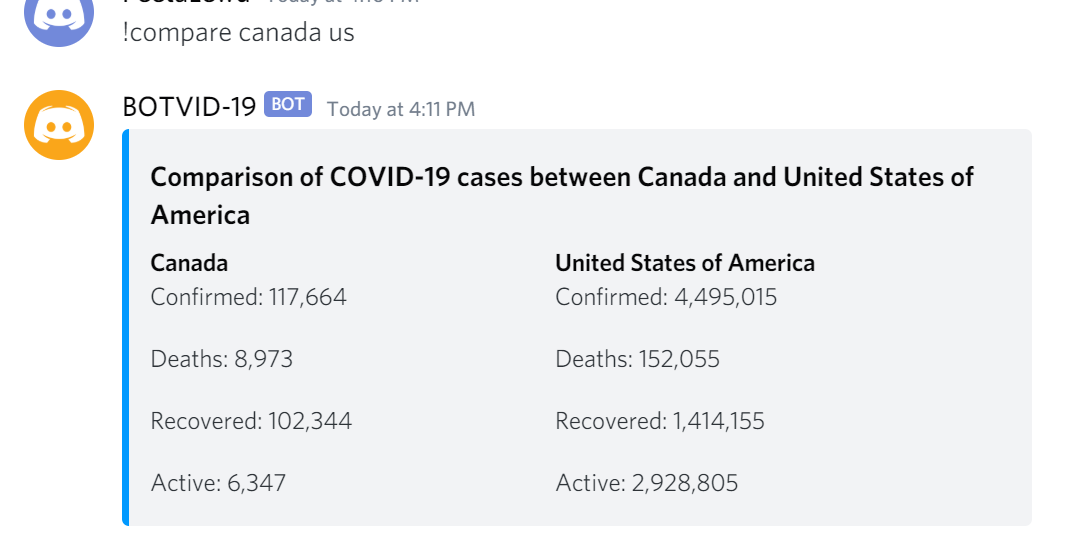 !compare canada us
BOTVID-19 BOT Today at 4:11 PM
Comparison of COVID-19 cases between Canada and United States of
America
Canada
Confirmed: 117,664
Deaths: 8,973
Recovered: 102,344
Active: 6,347
United States of America
Confirmed: 4,495,015
Deaths: 152,055
Recovered: 1,414,155
Active: 2,928,805